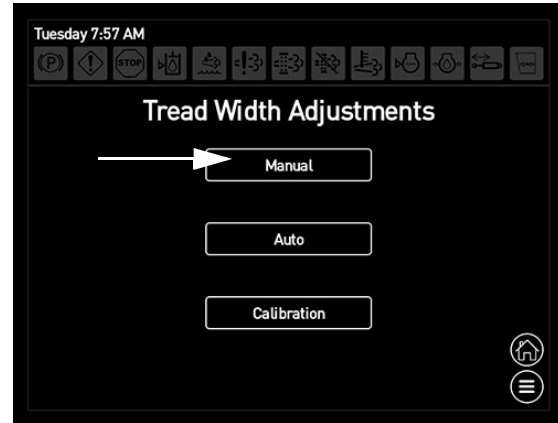 Tuesday 7:57 AM
(P)
STOP
Tread Width Adjustments
Manual
Auto
Calibration